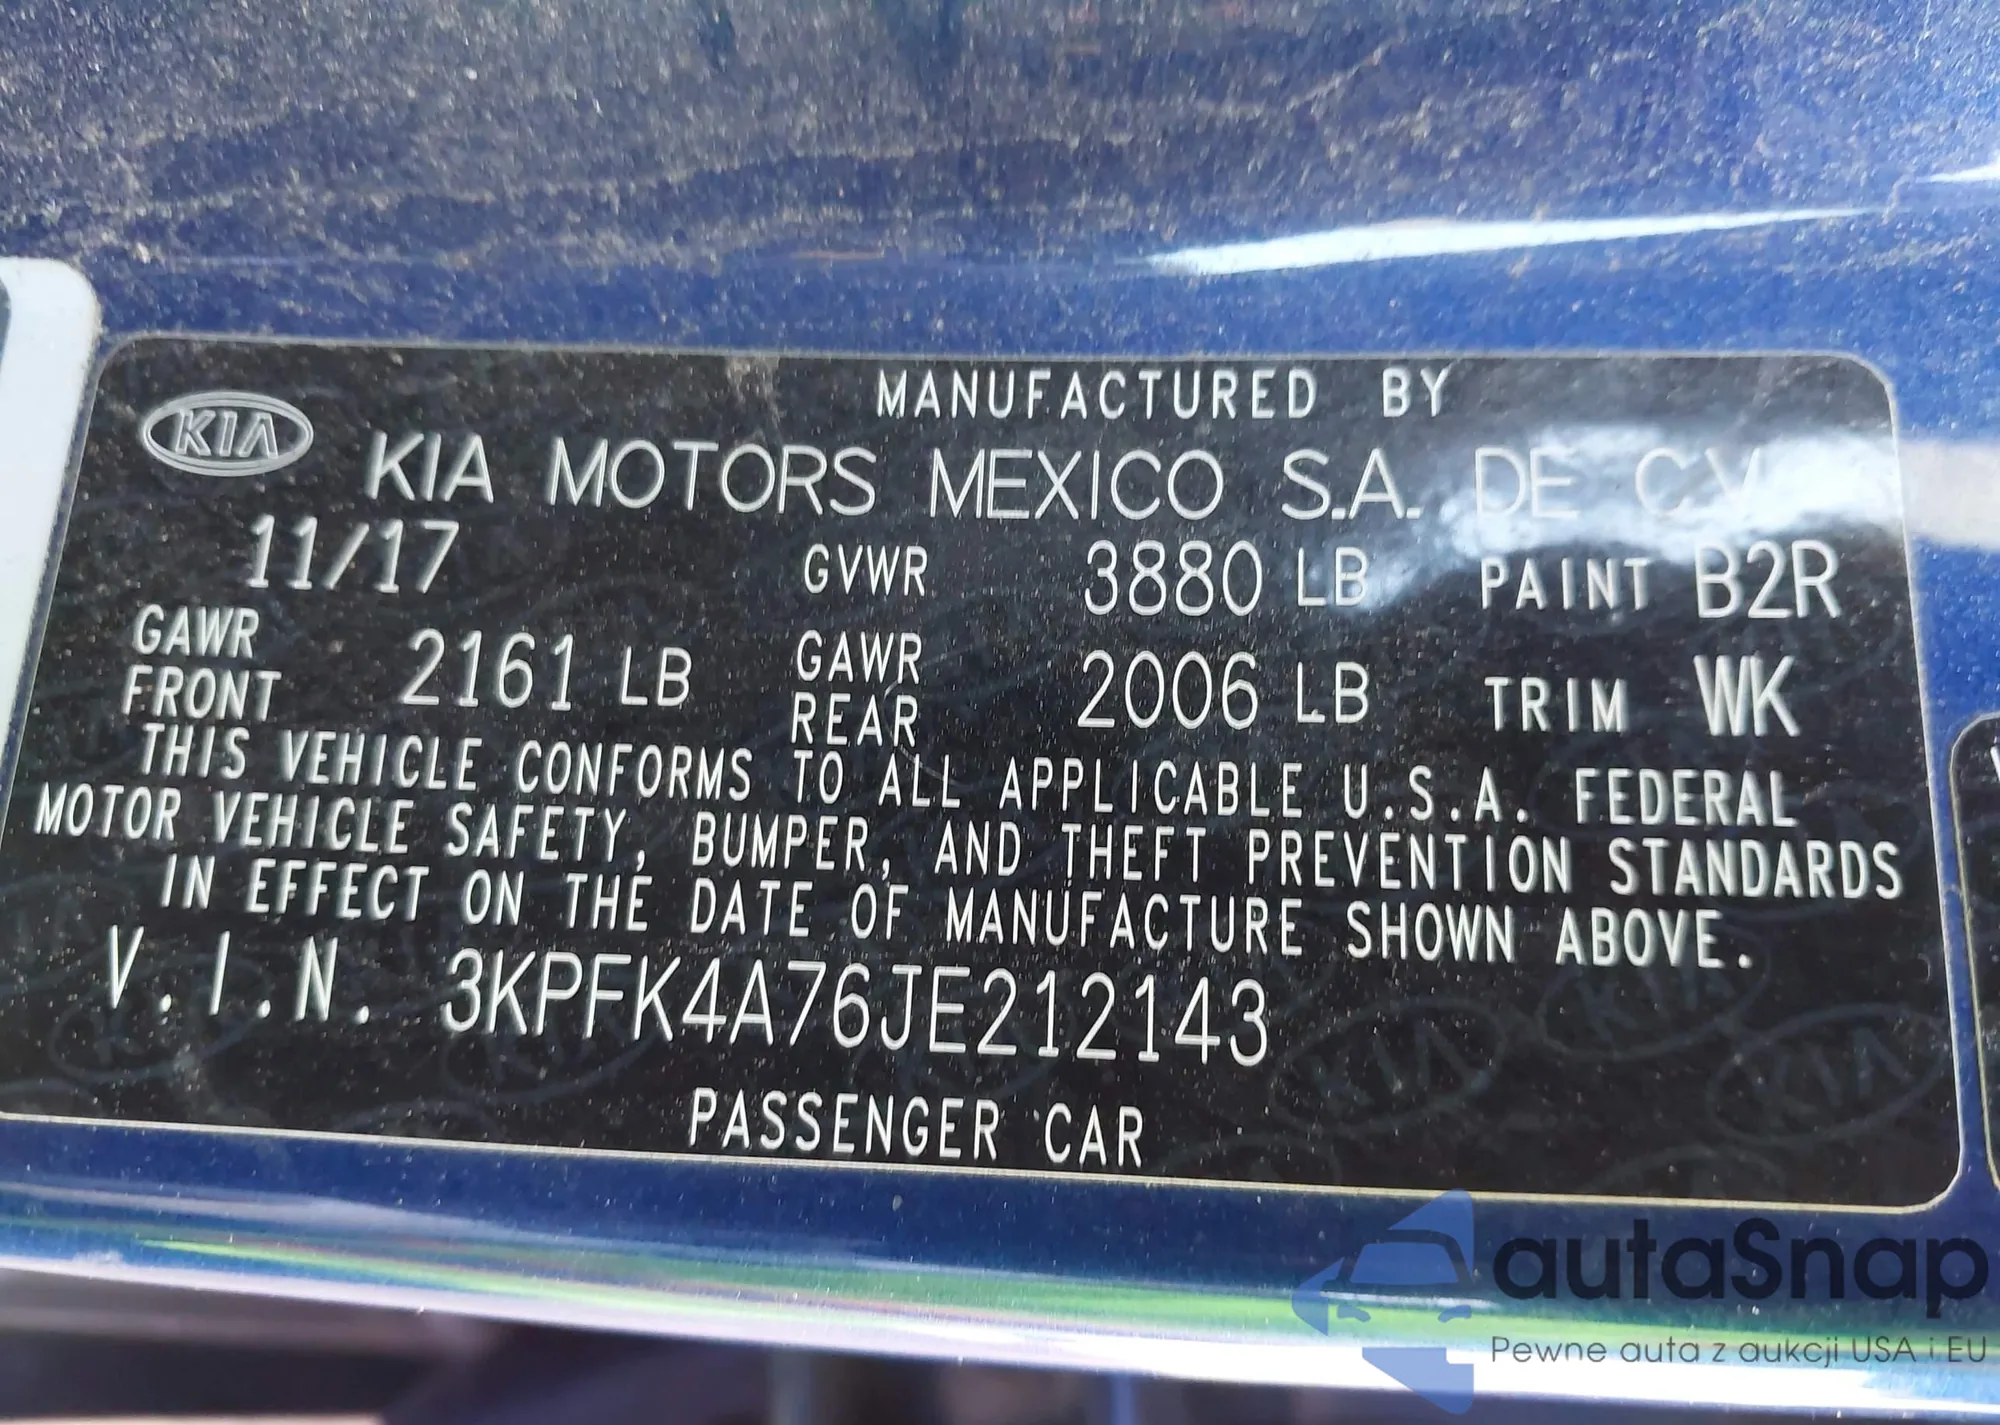 MANUFACTURED BY
KIA KIA MOTORS MEXICO S.A. DE C.V.
11/17 GVWR 3880 LB PAINT B2R
GAWR FRONT 2161 LB GAWR REAR 2006 LB TRIM WK
THIS VEHICLE CONFORMS TO ALL APPLICABLE U.S.A. FEDERAL
MOTOR VEHICLE SAFETY, BUMPER, AND THEFT PREVENTION STANDARDS
IN EFFECT ON THE DATE OF MANUFACTURE SHOWN ABOVE.
V.I.N. 3KPFK4A76JE212143
PASSENGER CAR
autaSnap
Pewne auta z aukcji USA i EU